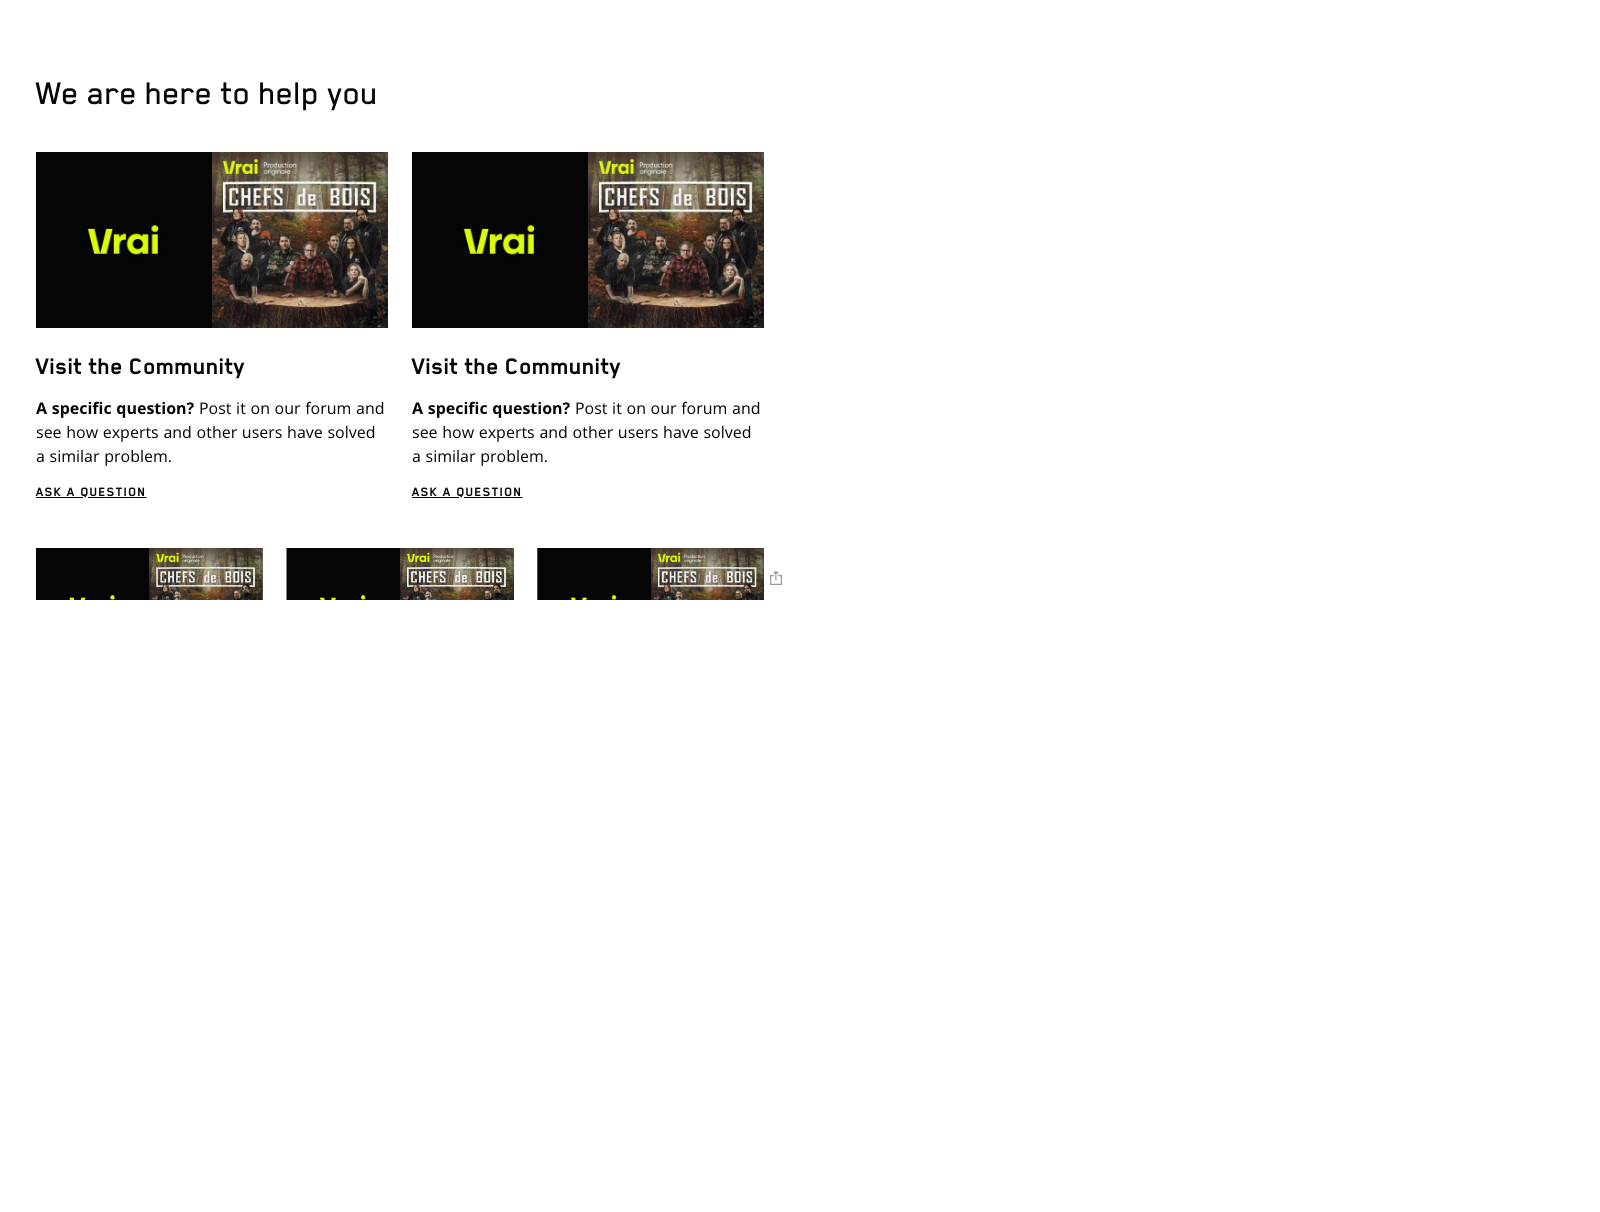 We are here to help you
Vrai Production
originale
CHEFS de BOIS
Vrai
Vrai Production
originale
CHEFS de BOIS
Vrai
Visit the Community
A specific question? Post it on our forum and
see how experts and other users have solved
a similar problem.
ASK A QUESTION
Visit the Community
A specific question? Post it on our forum and
see how experts and other users have solved
a similar problem.
ASK A QUESTION
Vrai Production
originale
CHEFS de BOIS
Vrai Production
originale
CHEFS de BOIS
Vrai Production
originale
CHEFS de BOIS